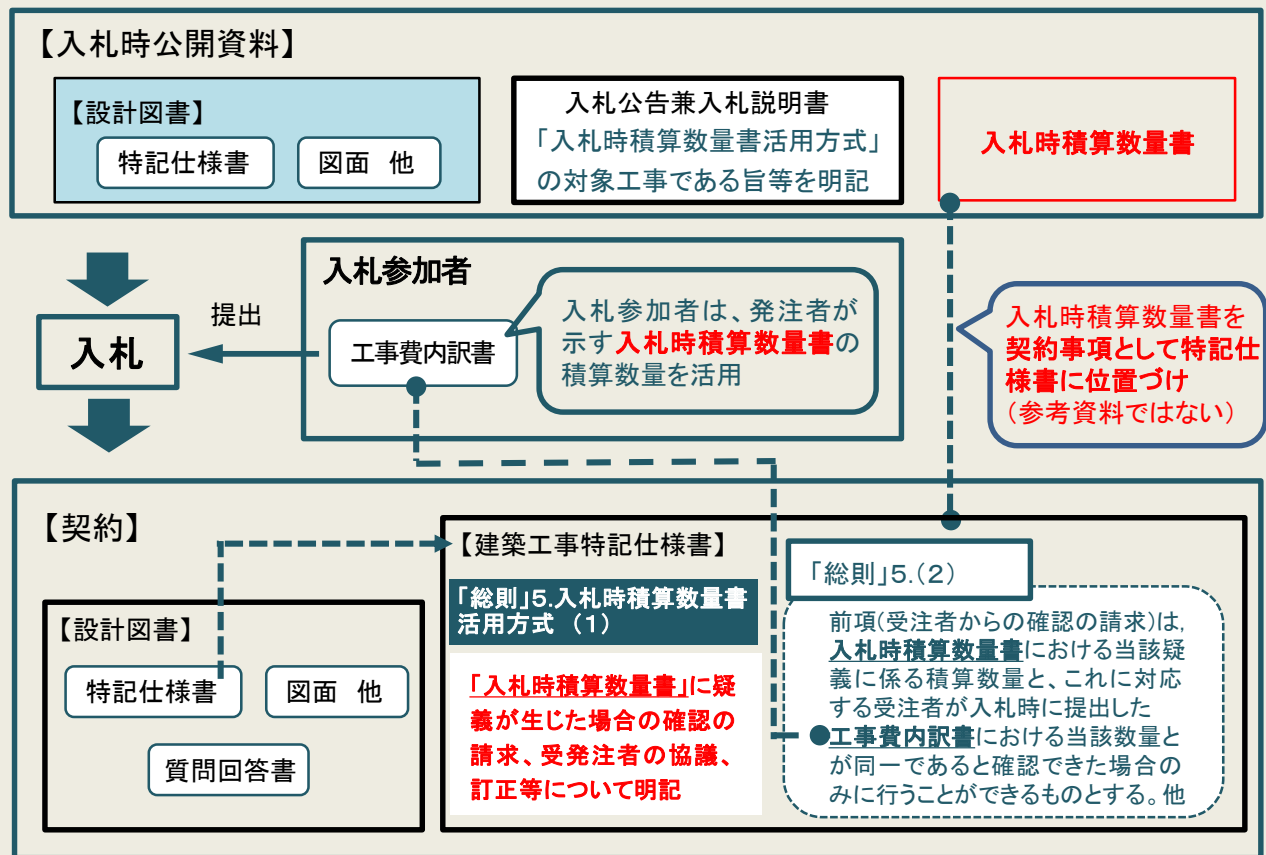 【入札時公開資料】
【設計図書】
特記仕様書
図面 他
入札公告兼入札説明書
「入札時積算数量書活用方式」
の対象工事である旨等を明記
入札時積算数量書
入札参加者
提出
入札
工事費内訳書
入札参加者は、発注者が
示す入札時積算数量書の
積算数量を活用
入札時積算数量書を
契約事項として特記仕
様書に位置づけ
（参考資料ではない）
【契約】
【設計図書】
特記仕様書
図面 他
質問回答書
【建築工事特記仕様書】
「総則」5.入札時積算数量書
活用方式 （1）
「入札時積算数量書」に疑
義が生じた場合の確認の
請求、受発注者の協議、
訂正等について明記
「総則」5.（2）
前項(受注者からの確認の請求)は、
入札時積算数量書における当該疑
義に係る積算数量と、これに対応
する受注者が入札時に提出した
工事費内訳書における当該数量と
が同一であると確認できた場合の
みに行うことができるものとする。他